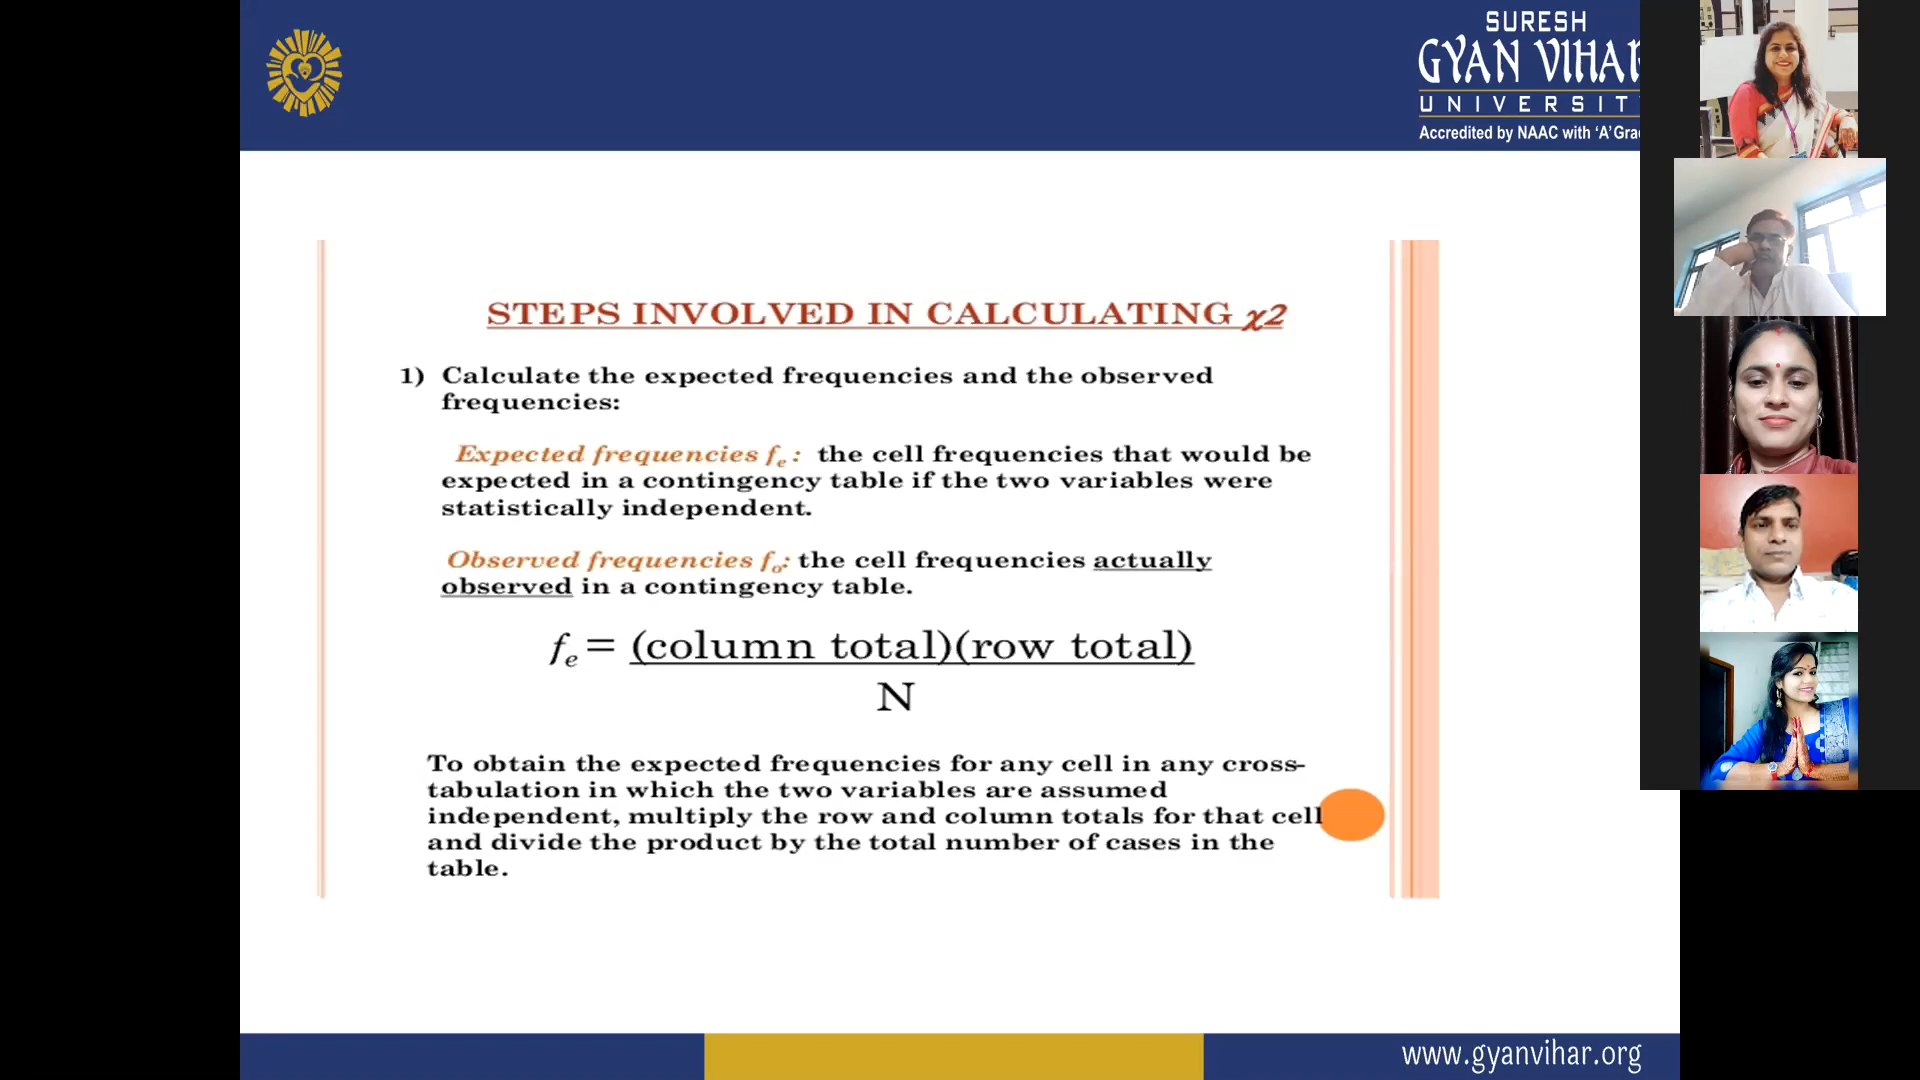 SURESH
GYAN VIHAR
UNIVERSIT
Accredited by NAAC with ‘A’ Gra
STEPS INVOLVED IN CALCULATING χ2
1) Calculate the expected frequencies and the observed
frequencies:
Expected frequencies fe : the cell frequencies that would be
expected in a contingency table if the two variables were
statistically independent.
Observed frequencies fo: the cell frequencies actually
observed in a contingency table.
fe = (column total)(row total)
N
To obtain the expected frequencies for any cell in any cross-
tabulation in which the two variables are assumed
independent, multiply the row and column totals for that cell
and divide the product by the total number of cases in the
table.
www.gyanvihar.org